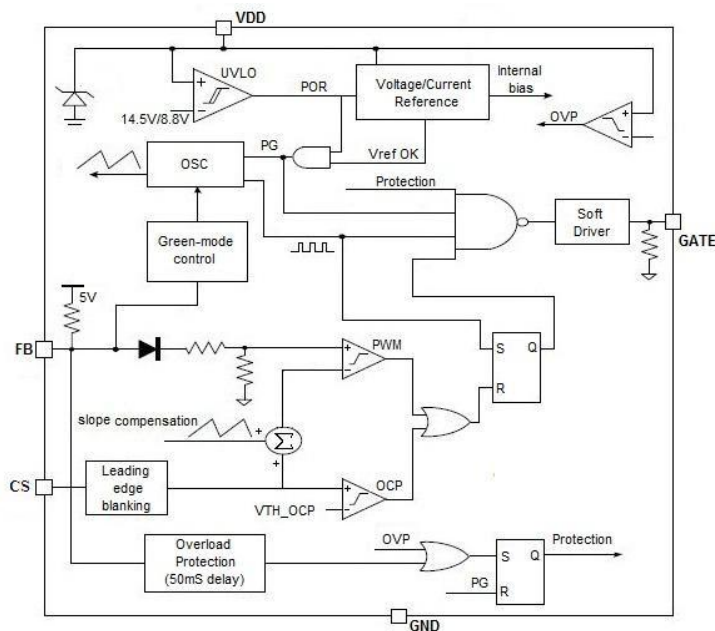 VDD
UVLO
POR
14.5V/8.8V
Voltage/Current
Reference
Internal
bias
OVP
PG
OSC
Vref OK
Protection
Green-mode
control
Soft
Driver
GATE
5V
FB
PWM
S
Q
R
slope compensation
Σ
CS
Leading
edge
blanking
OCP
VTH_OCP
Overload
Protection
(50mS delay)
OVP
PG
S
Q
R
Protection
GND